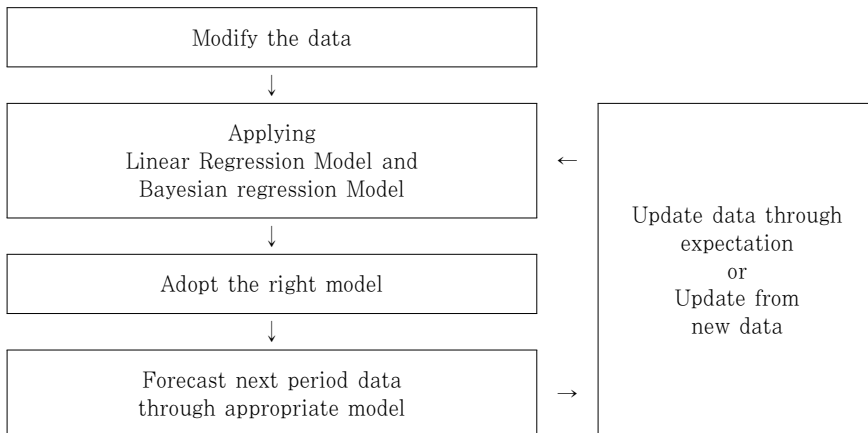 Modify the data
↓
Applying
Linear Regression Model and
Bayesian regression Model
←
↓
Adopt the right model
↓
Forecast next period data
through appropriate model
→
Update data through
expectation
or
Update from
new data